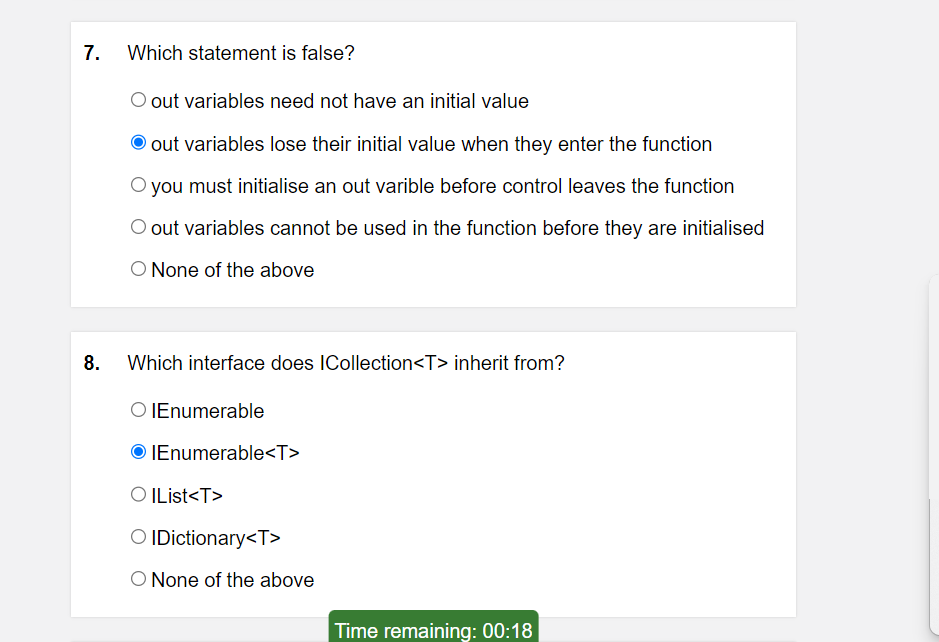 7. Which statement is false?
out variables need not have an initial value
out variables lose their initial value when they enter the function
you must initialise an out varible before control leaves the function
out variables cannot be used in the function before they are initialised
None of the above
8. Which interface does ICollection<T> inherit from?
IEnumerable
IEnumerable<T>
IList<T>
IDictionary<T>
None of the above
Time remaining: 00:18